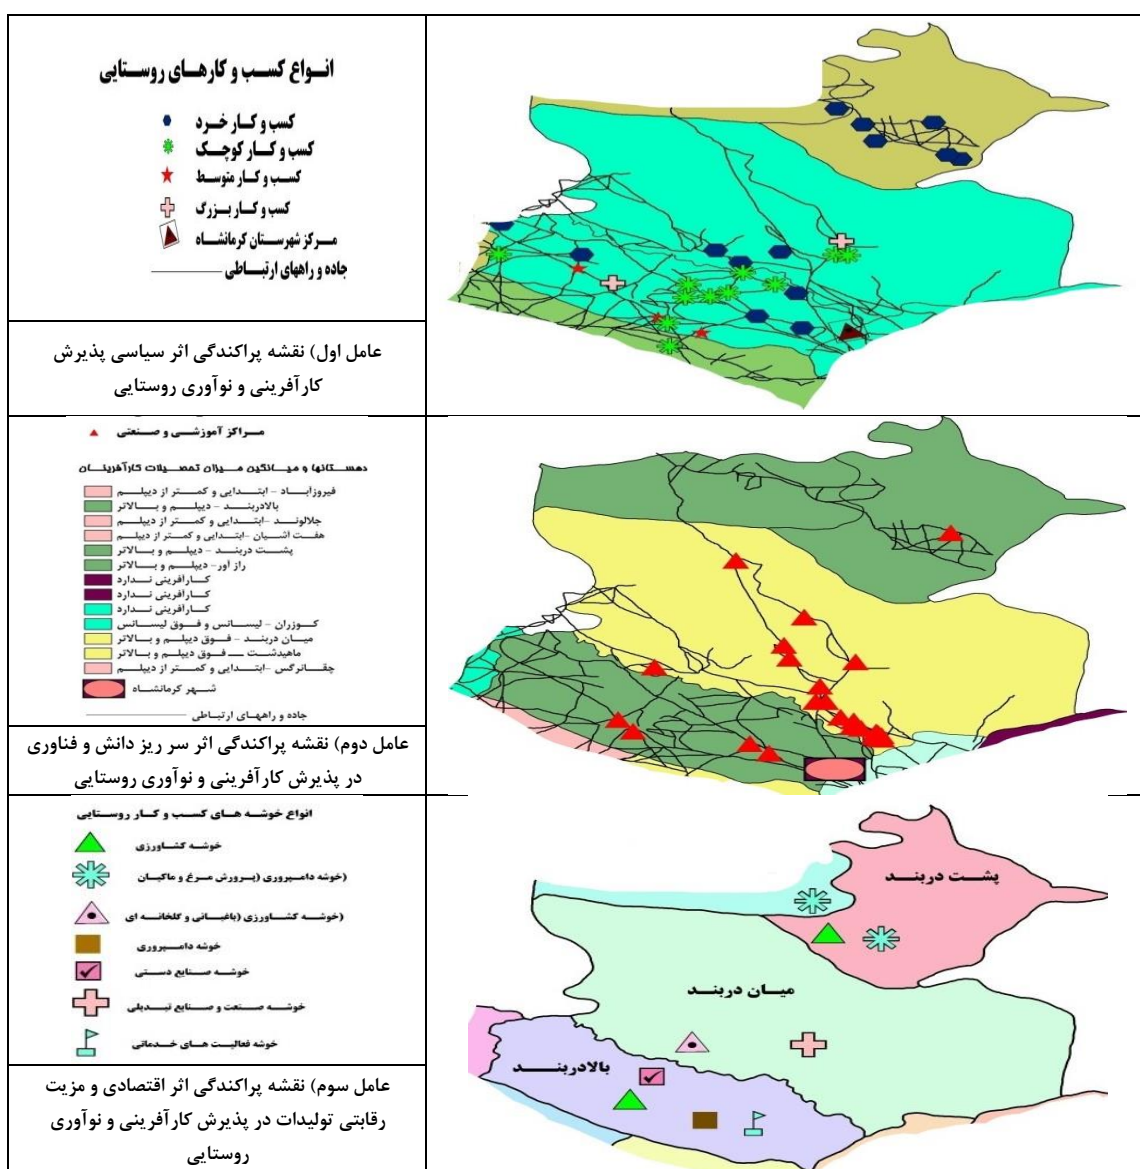 انواع کسب و کارهای روستایی
کسب و کار خرد
کسب و کار کوچک
کسب و کار متوسط
کسب و کار بزرگ
مرکز شهرستان کرمانشاه
جاده و راههای ارتباطی
عامل اول) نقشه پراکندگی اثر سیاسی پذیرش
کارآفرینی و نوآوری روستایی
مراکز آموزشی و صنعتی
دهستانها و میانگین میزان تحصیلات کارآفرینان
فیروزآباد - ابتدایی و کمتر از دیپلم
بالادربند - دیپلم و بالاتر
جلالوند - ابتدایی و کمتر از دیپلم
هفت آشیان - ابتدایی و کمتر از دیپلم
پشت دربند - دیپلم و بالاتر
راز آور - دیپلم و بالاتر
کارآفرینی ندارد
کارآفرینی ندارد
کارآفرینی ندارد
کوزران - لیسانس و فوق لیسانس
میان دربند - فوق دیپلم و بالاتر
ماهیدشت - فوق دیپلم و بالاتر
چقانرگس - ابتدایی و کمتر از دیپلم
شهر کرمانشاه
جاده و راههای ارتباطی
عامل دوم) نقشه پراکندگی اثر سر ریز دانش و فناوری
در پذیرش کارآفرینی و نوآوری روستایی
انواع خوشه های کسب و کار روستایی
خوشه کشاورزی
(خوشه دامپروری (پرورش مرغ و ماکیان
(خوشه کشاورزی (باغبانی و گلخانه ای
خوشه دامپروری
خوشه صنایع دستی
خوشه صنعت و صنایع تبدیلی
خوشه فعالیت های خدماتی
پشت دربند
میان دربند
بالادربند
عامل سوم) نقشه پراکندگی اثر اقتصادی و مزیت
رقابتی تولیدات در پذیرش کارآفرینی و نوآوری
روستایی